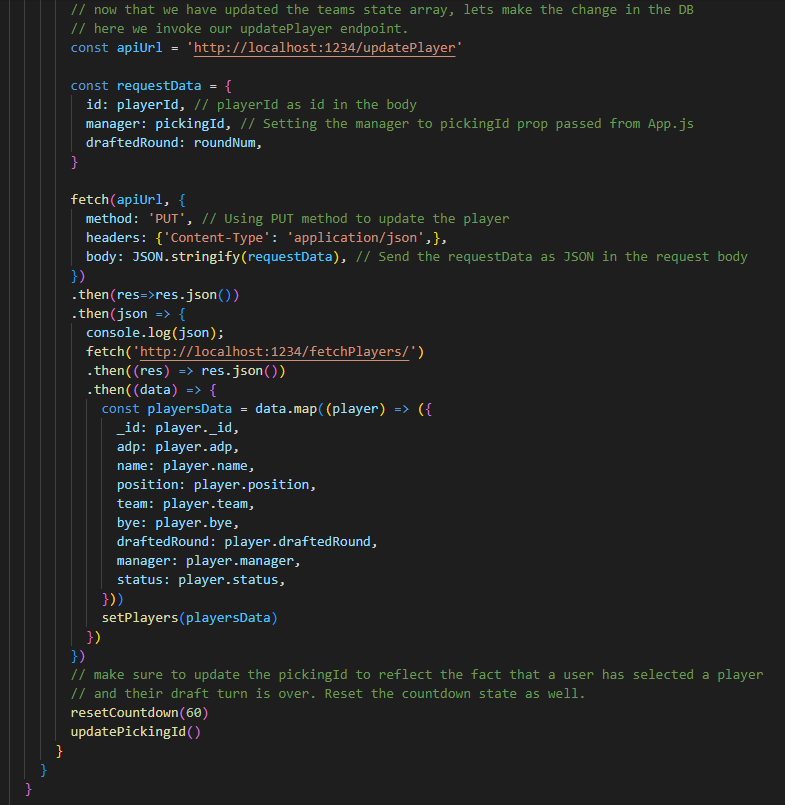 // now that we have updated the teams state array, lets make the change in the DB
// here we invoke our updatePlayer endpoint.
const apiUrl = 'http://localhost:1234/updatePlayer'
const requestData = {
id: playerId, // playerId as id in the body
manager: pickingId, // Setting the manager to pickingId prop passed from App.js
draftedRound: roundNum,
}
fetch(apiUrl, {
method: 'PUT', // Using PUT method to update the player
headers: {'Content-Type': 'application/json',},
body: JSON.stringify(requestData), // Send the requestData as JSON in the request body
})
.then(res=>res.json())
.then(json => {
console.log(json);
fetch('http://localhost:1234/fetchPlayers/')
.then((res) => res.json())
.then((data) => {
const playersData = data.map((player) => ({
_id: player._id,
adp: player.adp,
name: player.name,
position: player.position,
team: player.team,
bye: player.bye,
draftedRound: player.draftedRound,
manager: player.manager,
status: player.status,
}))
setPlayers(playersData)
})
})
// make sure to update the pickingId to reflect the fact that a user has selected a player
// and their draft turn is over. Reset the countdown state as well.
resetCountdown(60)
updatePickingId()
}
}
}